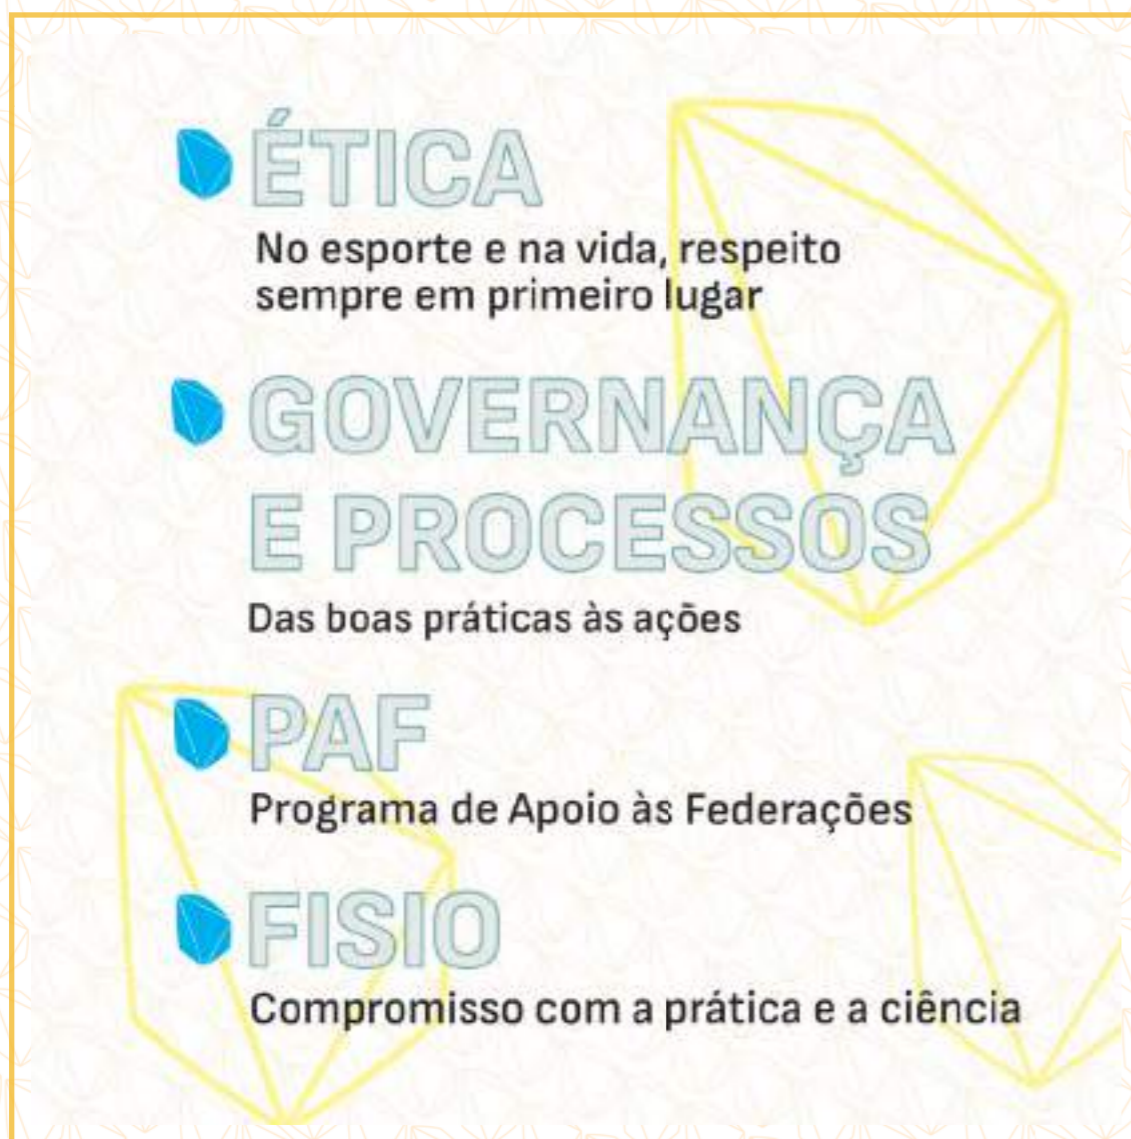 ÉTICA
No esporte e na vida, respeito
sempre em primeiro lugar
GOVERNANÇA
E PROCESSOS
Das boas práticas às ações
PAF
Programa de Apoio às Federações
FISIO
Compromisso com a prática e a ciência